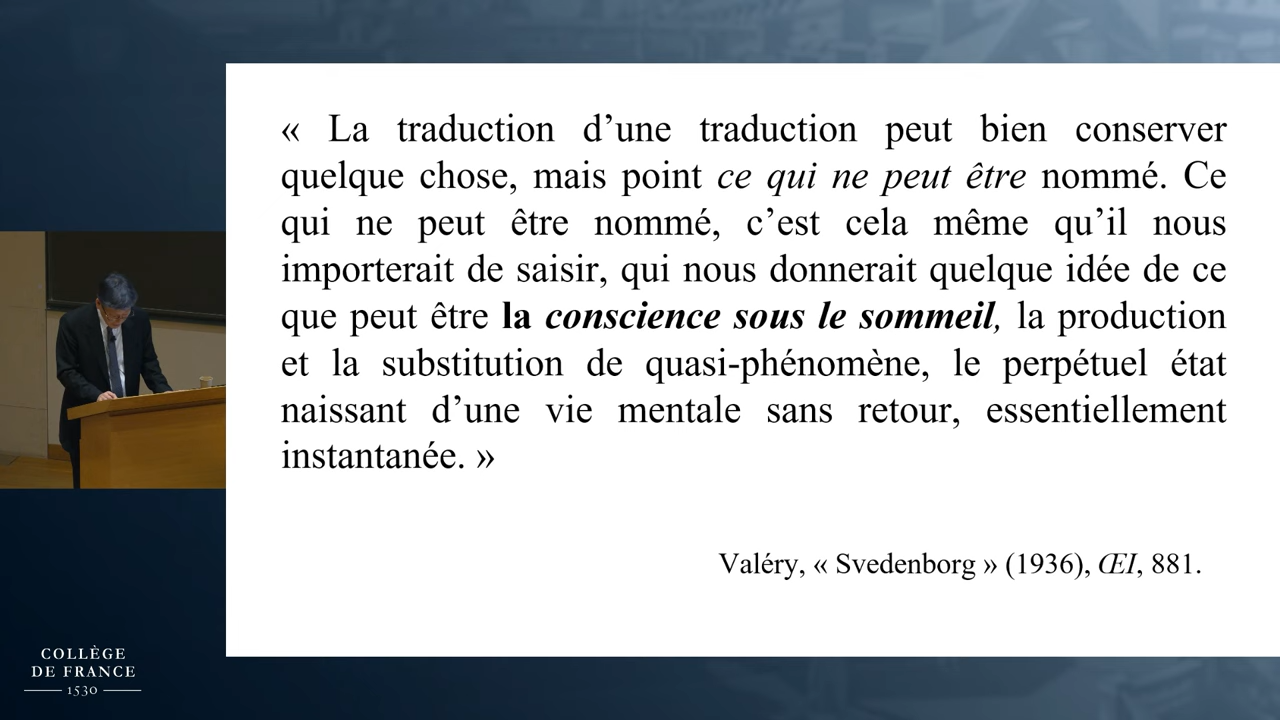 « La traduction d’une traduction peut bien conserver
quelque chose, mais point ce qui ne peut être nommé. Ce
qui ne peut être nommé, c’est cela même qu’il nous
importerait de saisir, qui nous donnerait quelque idée de ce
que peut être la conscience sous le sommeil, la production
et la substitution de quasi-phénomène, le perpétuel état
naissant d’une vie mentale sans retour, essentiellement
instantanée. »
Valéry, « Svedenborg » (1936), ŒI, 881.
COLLÈGE
DE FRANCE
1530